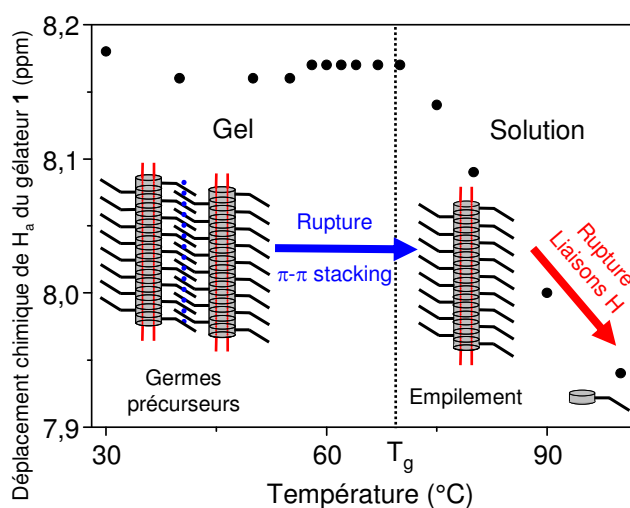 Déplacement chimique de Ha du gélateur 1 (ppm)
8,2
8,1
8,0
7,9
Gel
Solution
Rupture
π-π stacking
Rupture
Liaisons H
Germes
précurseurs
Empilement
30
60
Tg
90
Température (°C)